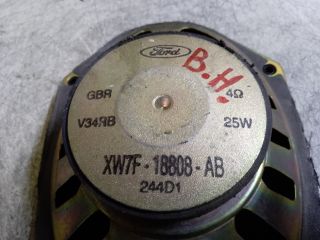 Ford
B.H.
GBR 4Ω
V34RB 25W
XW7F-18808-AB
244D1